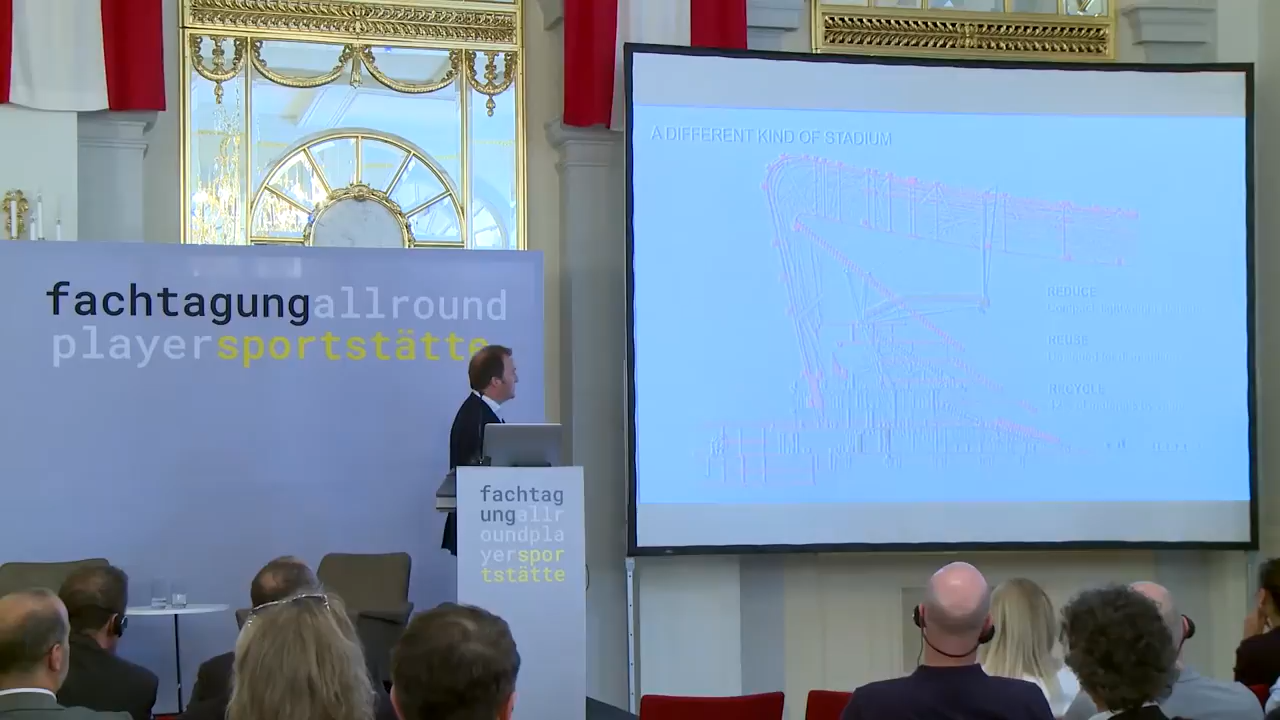 fachtagungallround
playersportstätte
A DIFFERENT KIND OF STADIUM
REDUCE
REUSE
RECYCLE
fachtag
ungallr
oundpla
yerspor
tstätte